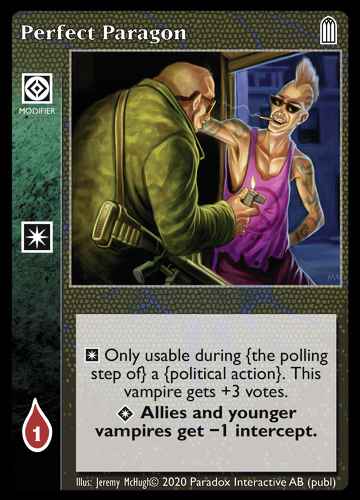 Perfect Paragon
MODIFIER
Only usable during {the polling
step of} a {political action}. This
vampire gets +3 votes.
Allies and younger
vampires get −1 intercept.
1
Illus: Jeremy McHugh© 2020 Paradox Interactive AB (publ)